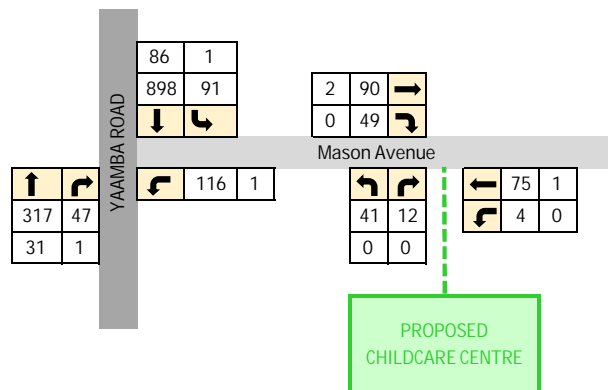 86 1
898 91
2 90
0 49
YAAMBA ROAD
Mason Avenue
116 1
317 47
31 1
41 12
0 0
75 1
4 0
PROPOSED
CHILDCARE CENTRE